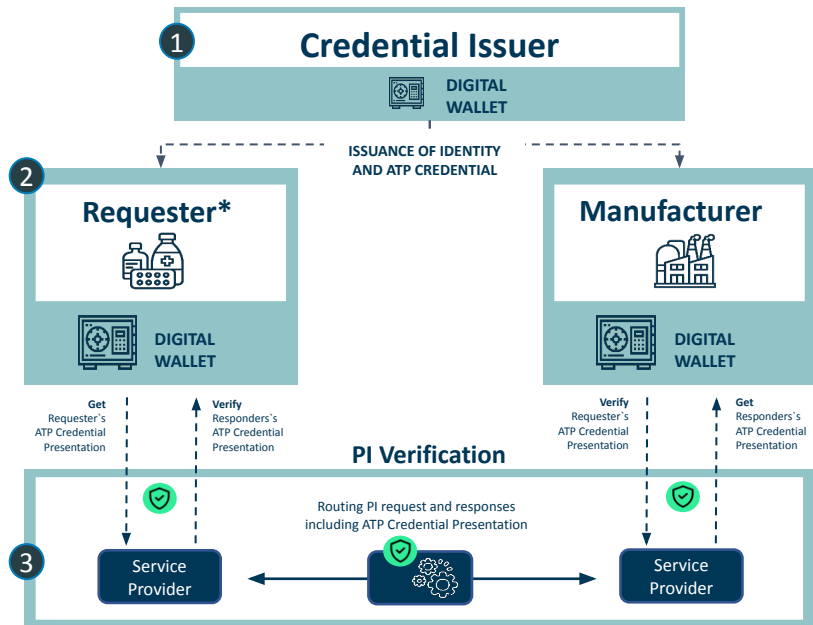 1
Credential Issuer
DIGITAL
WALLET
ISSUANCE OF IDENTITY
AND ATP CREDENTIAL
2
Requester*
DIGITAL
WALLET
Manufacturer
DIGITAL
WALLET
Get
Requester`s
ATP Credential
Presentation
Verify
Responders`s
ATP Credential
Presentation
Verify
Requester`s
ATP Credential
Presentation
Get
Responders`s
ATP Credential
Presentation
PI Verification
Routing PI request and responses
including ATP Credential Presentation
3
Service
Provider
Service
Provider